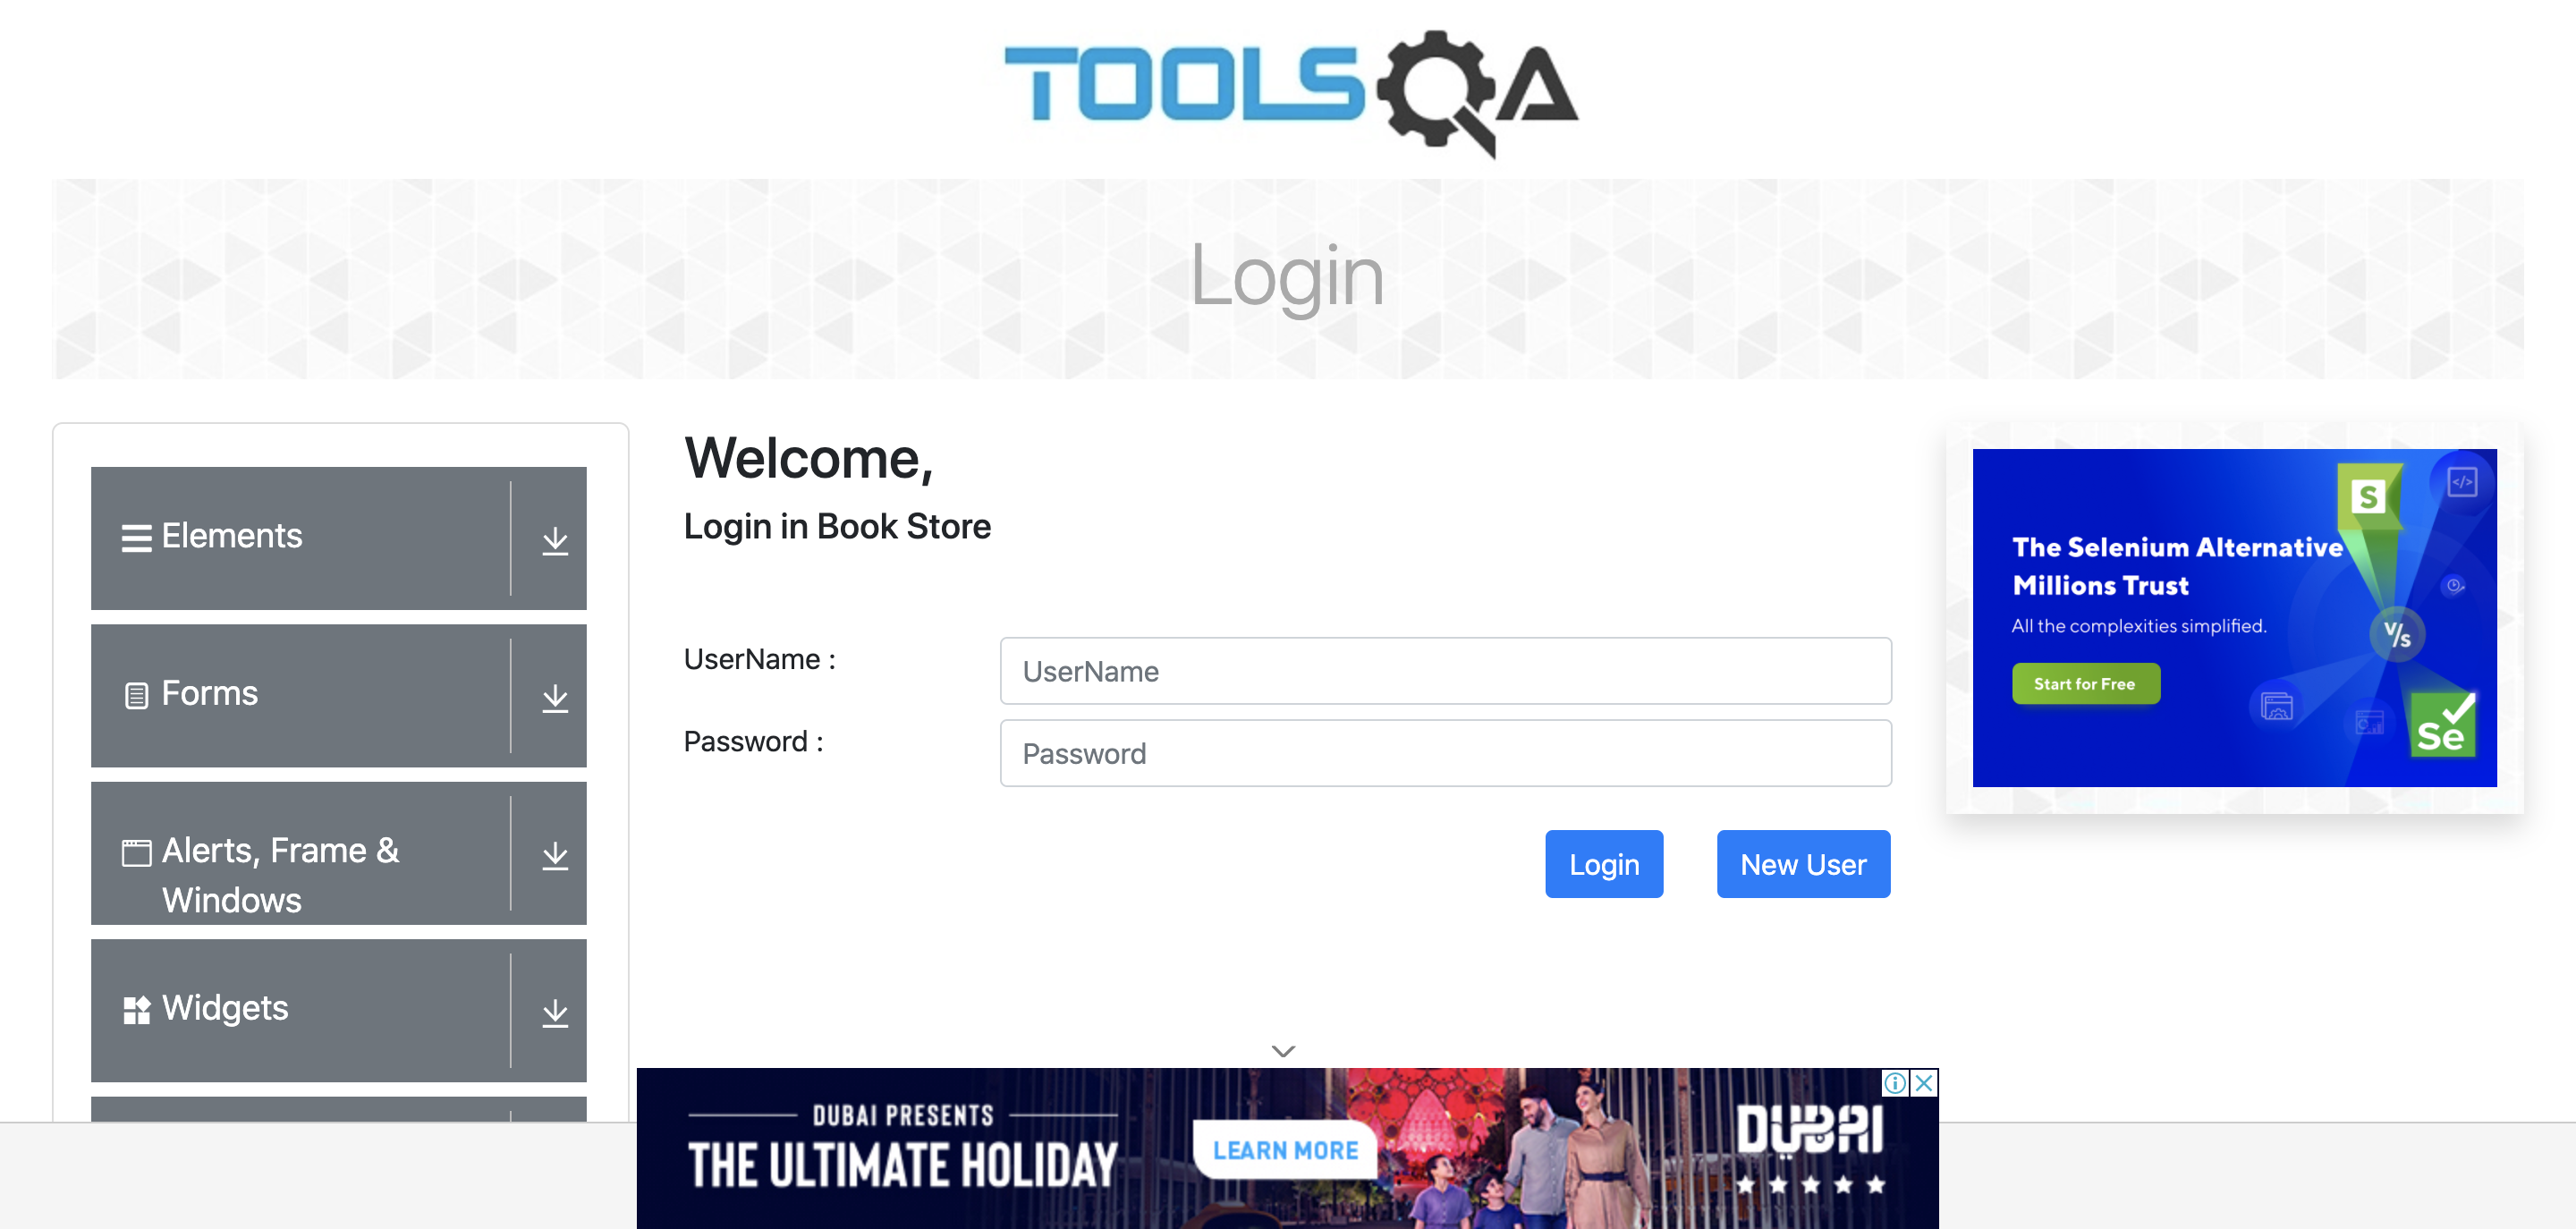 TOOLSQA
Login
Elements
Forms
Alerts, Frame &
Windows
Widgets
Welcome,
Login in Book Store
UserName :
UserName
Password :
Password
Login
New User
The Selenium Alternative
Millions Trust
All the complexities simplified.
Start for Free
S
</>
V/s
Se
DUBAI PRESENTS
THE ULTIMATE HOLIDAY
LEARN MORE
DUBAI